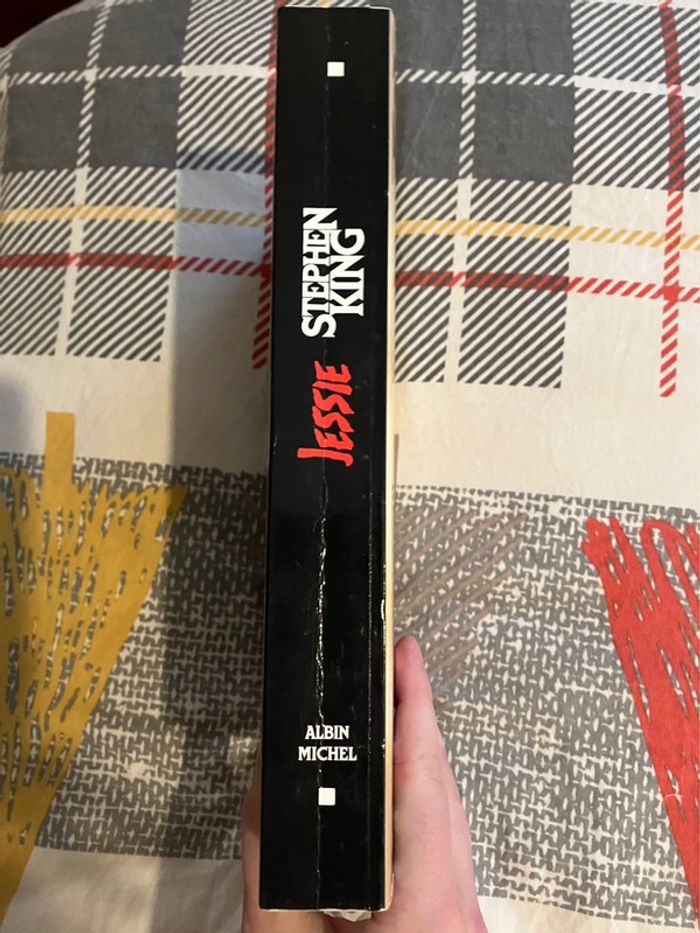 STEPHEN
KING
JESSIE
ALBIN
MICHEL